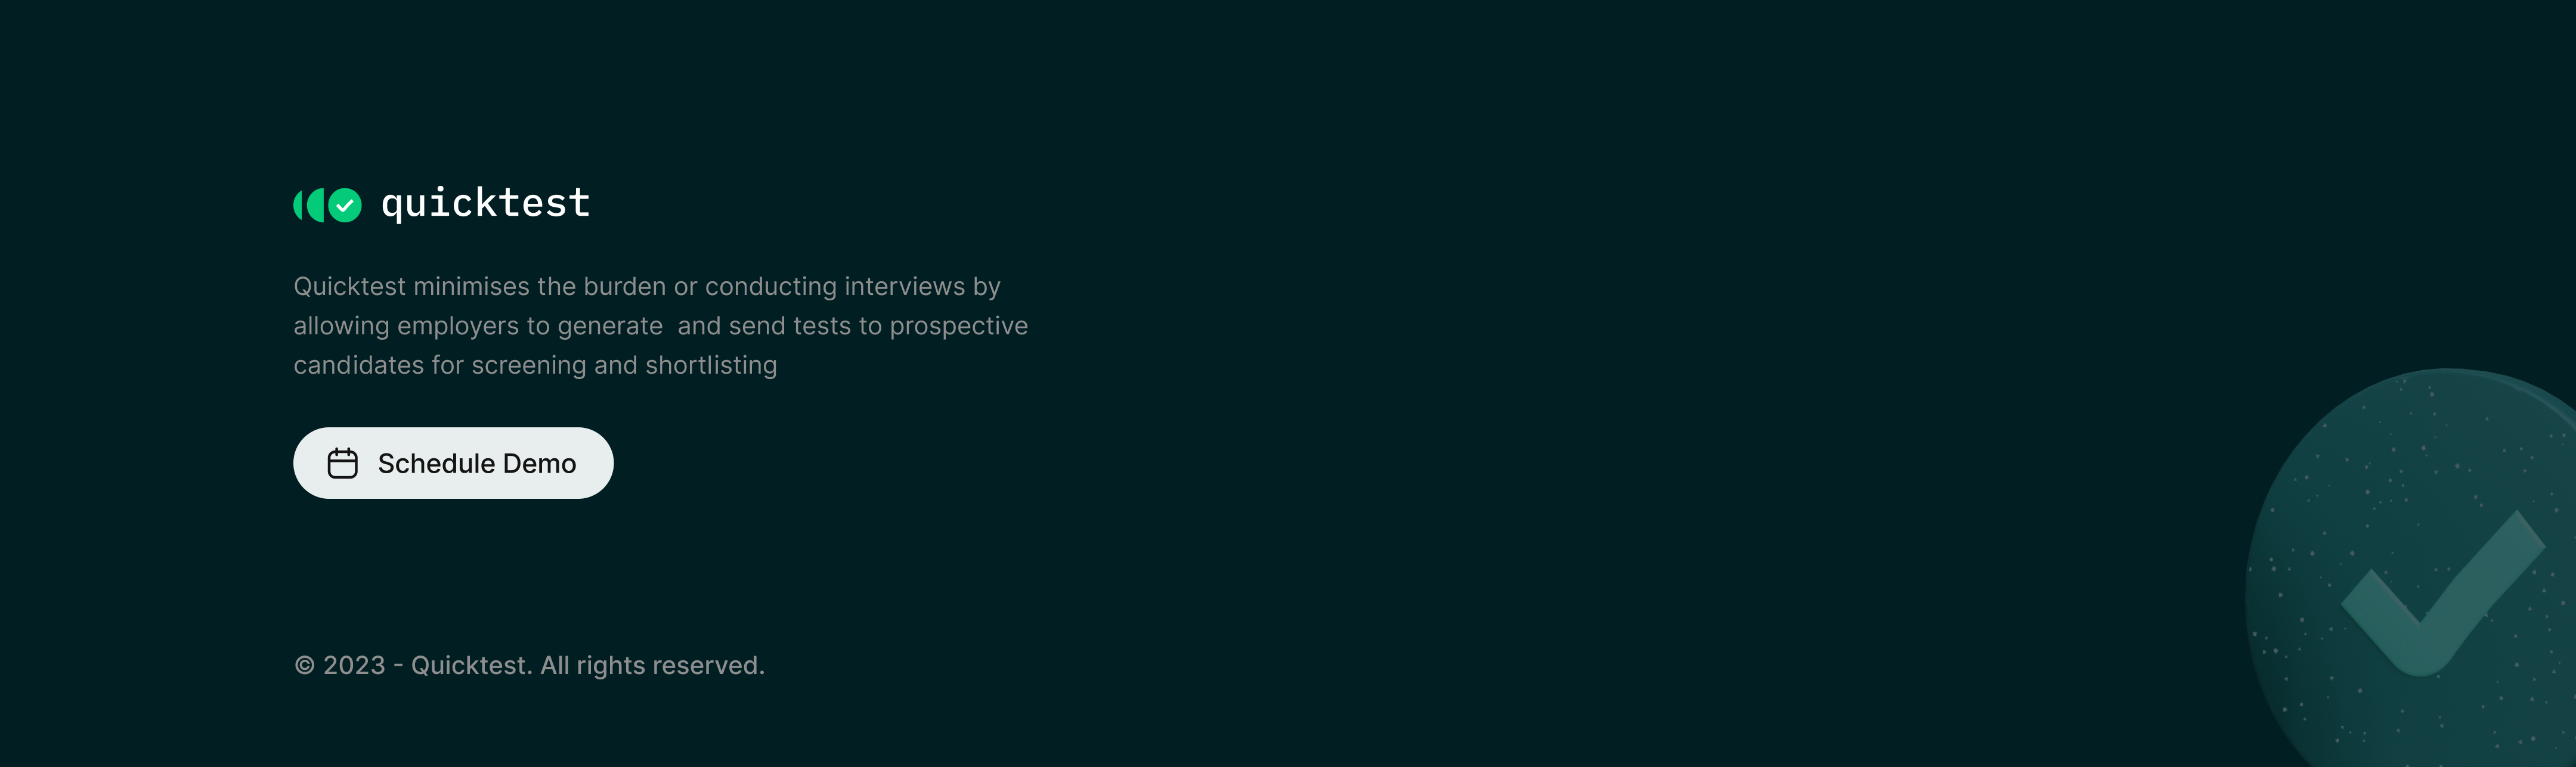 quicktest
Quicktest minimises the burden or conducting interviews by
allowing employers to generate  and send tests to prospective
candidates for screening and shortlisting
Schedule Demo
© 2023 - Quicktest. All rights reserved.